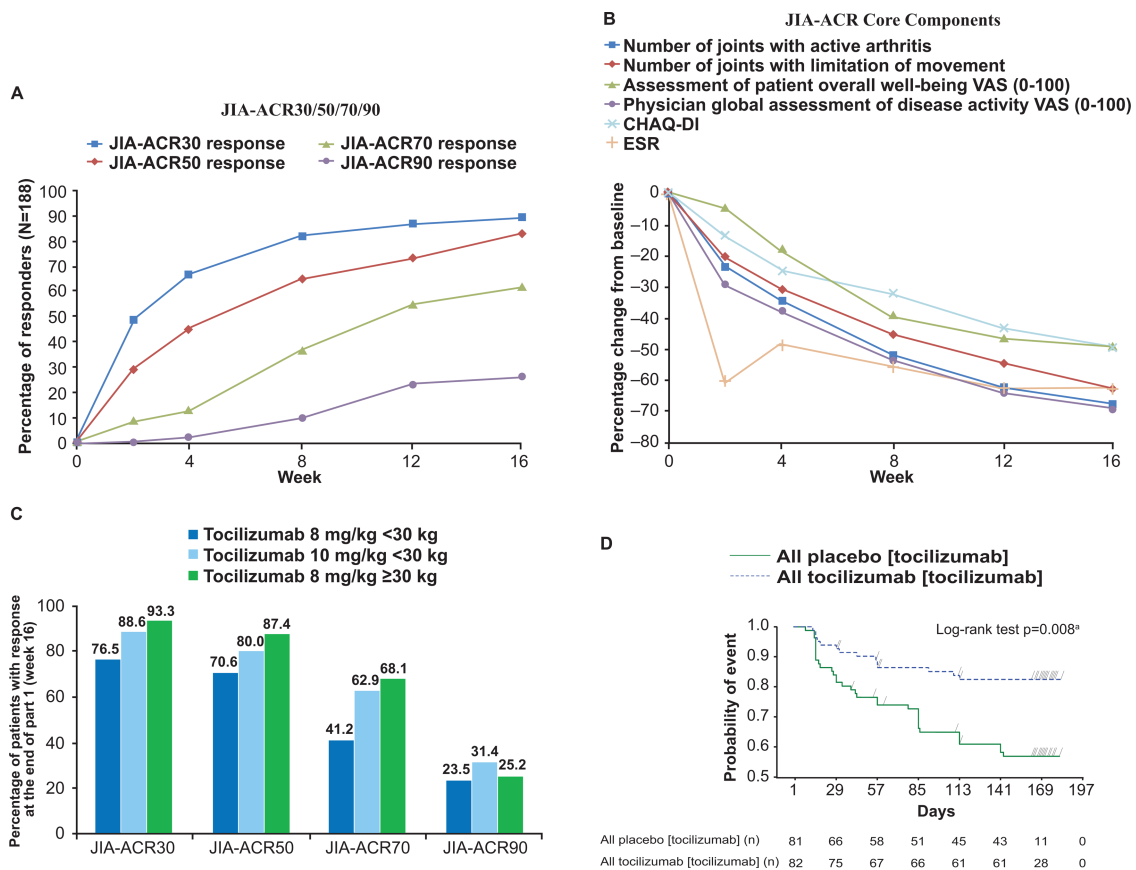 A
JIA-ACR30/50/70/90
JIA-ACR30 response
JIA-ACR50 response
JIA-ACR70 response
JIA-ACR90 response
Percentage of responders (N=188)
100
90
80
70
60
50
40
30
20
10
0
0 4 8 12 16
Week
B
JIA-ACR Core Components
Number of joints with active arthritis
Number of joints with limitation of movement
Assessment of patient overall well-being VAS (0-100)
Physician global assessment of disease activity VAS (0-100)
CHAQ-DI
ESR
Percentage change from baseline
0
–10
–20
–30
–40
–50
–60
–70
–80
0 4 8 12 16
Week
C
Tocilizumab 8 mg/kg <30 kg
Tocilizumab 10 mg/kg <30 kg
Tocilizumab 8 mg/kg ≥30 kg
Percentage of patients with response
at the end of part 1 (week 16)
100
80
60
40
20
0
76.5 88.6 93.3
70.6 80.0 87.4
41.2 62.9 68.1
23.5 31.4 25.2
JIA-ACR30 JIA-ACR50 JIA-ACR70 JIA-ACR90
D
All placebo [tocilizumab]
All tocilizumab [tocilizumab]
Log-rank test p=0.008ᵃ
Probability of event
1.0
0.9
0.8
0.7
0.6
0.5
1 29 57 85 113 141 169 197
Days
All placebo [tocilizumab] (n) 81 66 58 51 45 43 11 0
All tocilizumab [tocilizumab] (n) 82 75 67 66 61 61 28 0